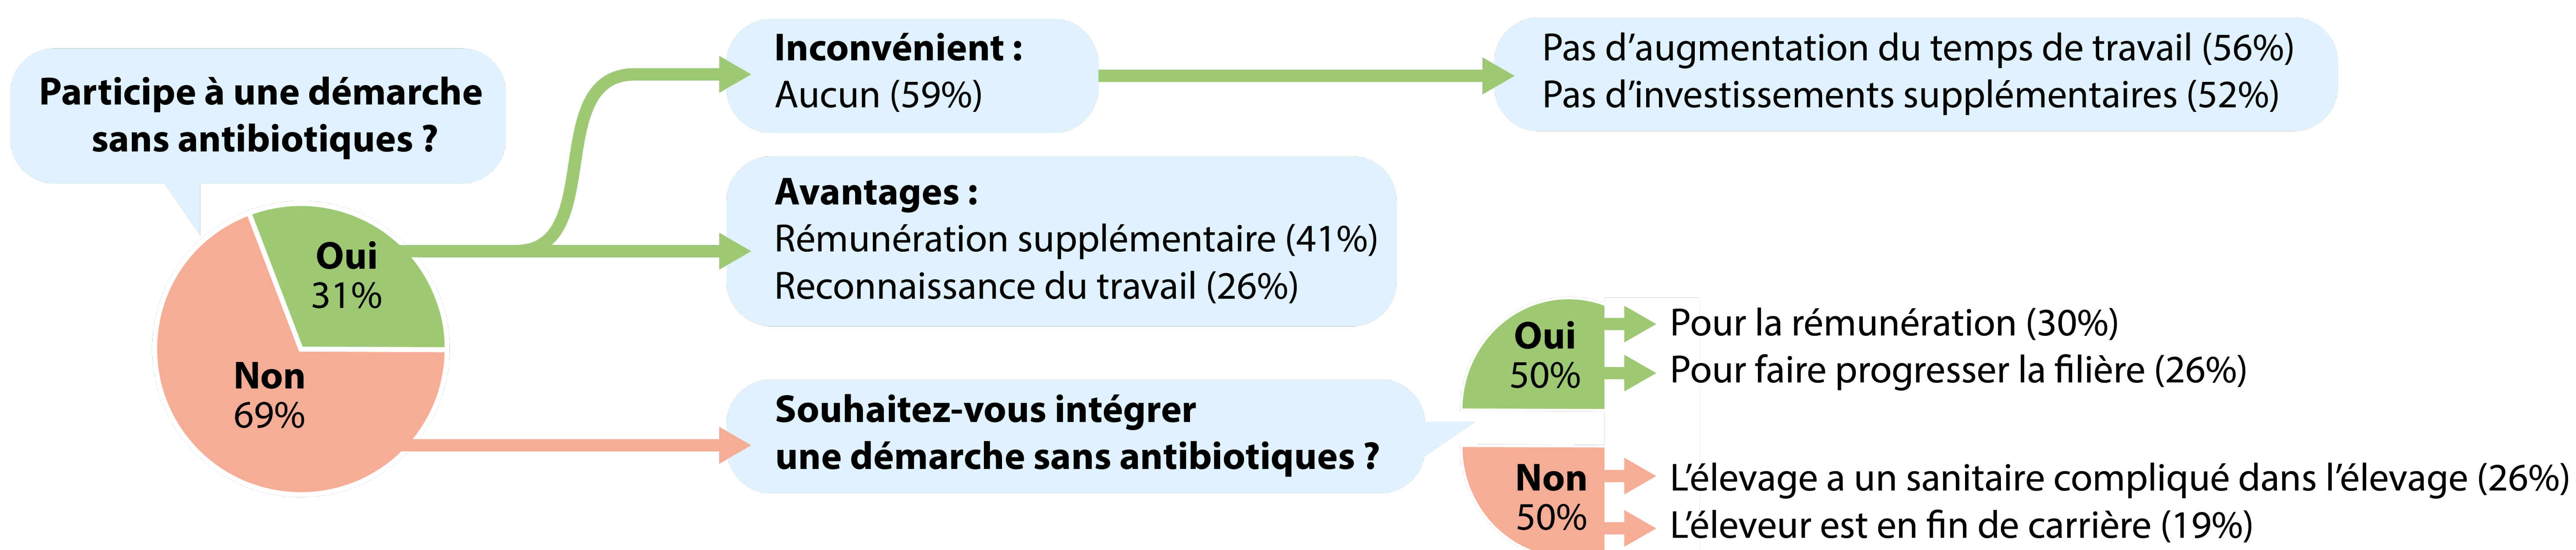 Participe à une démarche
sans antibiotiques ?
Oui
31%
Non
69%
Inconvénient :
Aucun (59%)
Pas d’augmentation du temps de travail (56%)
Pas d’investissements supplémentaires (52%)
Avantages :
Rémunération supplémentaire (41%)
Reconnaissance du travail (26%)
Souhaitez-vous intégrer
une démarche sans antibiotiques ?
Oui
50%
Pour la rémunération (30%)
Pour faire progresser la filière (26%)
Non
50%
L’élevage a un sanitaire compliqué dans l’élevage (26%)
L’éleveur est en fin de carrière (19%)